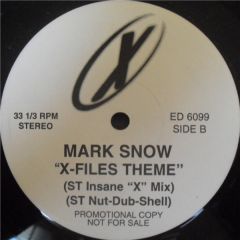 X
33 1/3 RPM
STEREO
ED 6099
SIDE B
MARK SNOW
"X-FILES THEME"
(ST Insane "X" Mix)
(ST Nut-Dub-Shell)
PROMOTIONAL COPY
NOT FOR SALE